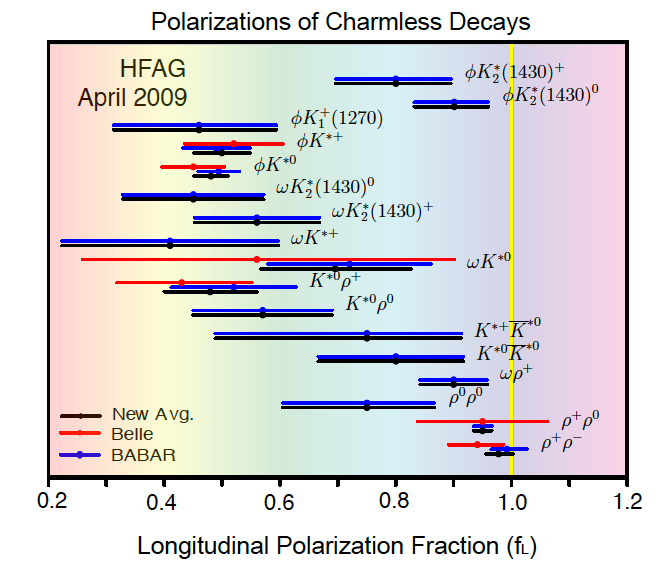 Polarizations of Charmless Decays
HFAG
April 2009
ϕK₂*(1430)⁺
ϕK₂*(1430)⁰
ϕK₁⁺(1270)
ϕK*⁺
ϕK*⁰
ωK₂*(1430)⁰
ωK₂*(1430)⁺
ωK*⁺
ωK*⁰
K*⁰ρ⁺
K*⁰ρ⁰
K*⁺K̅*⁰
K*⁰K̅*⁰
ωρ⁺
ρ⁰ρ⁰
ρ⁺ρ⁰
ρ⁺ρ⁻
New Avg.
Belle
BABAR
0.2 0.4 0.6 0.8 1.0 1.2
Longitudinal Polarization Fraction (f_L)